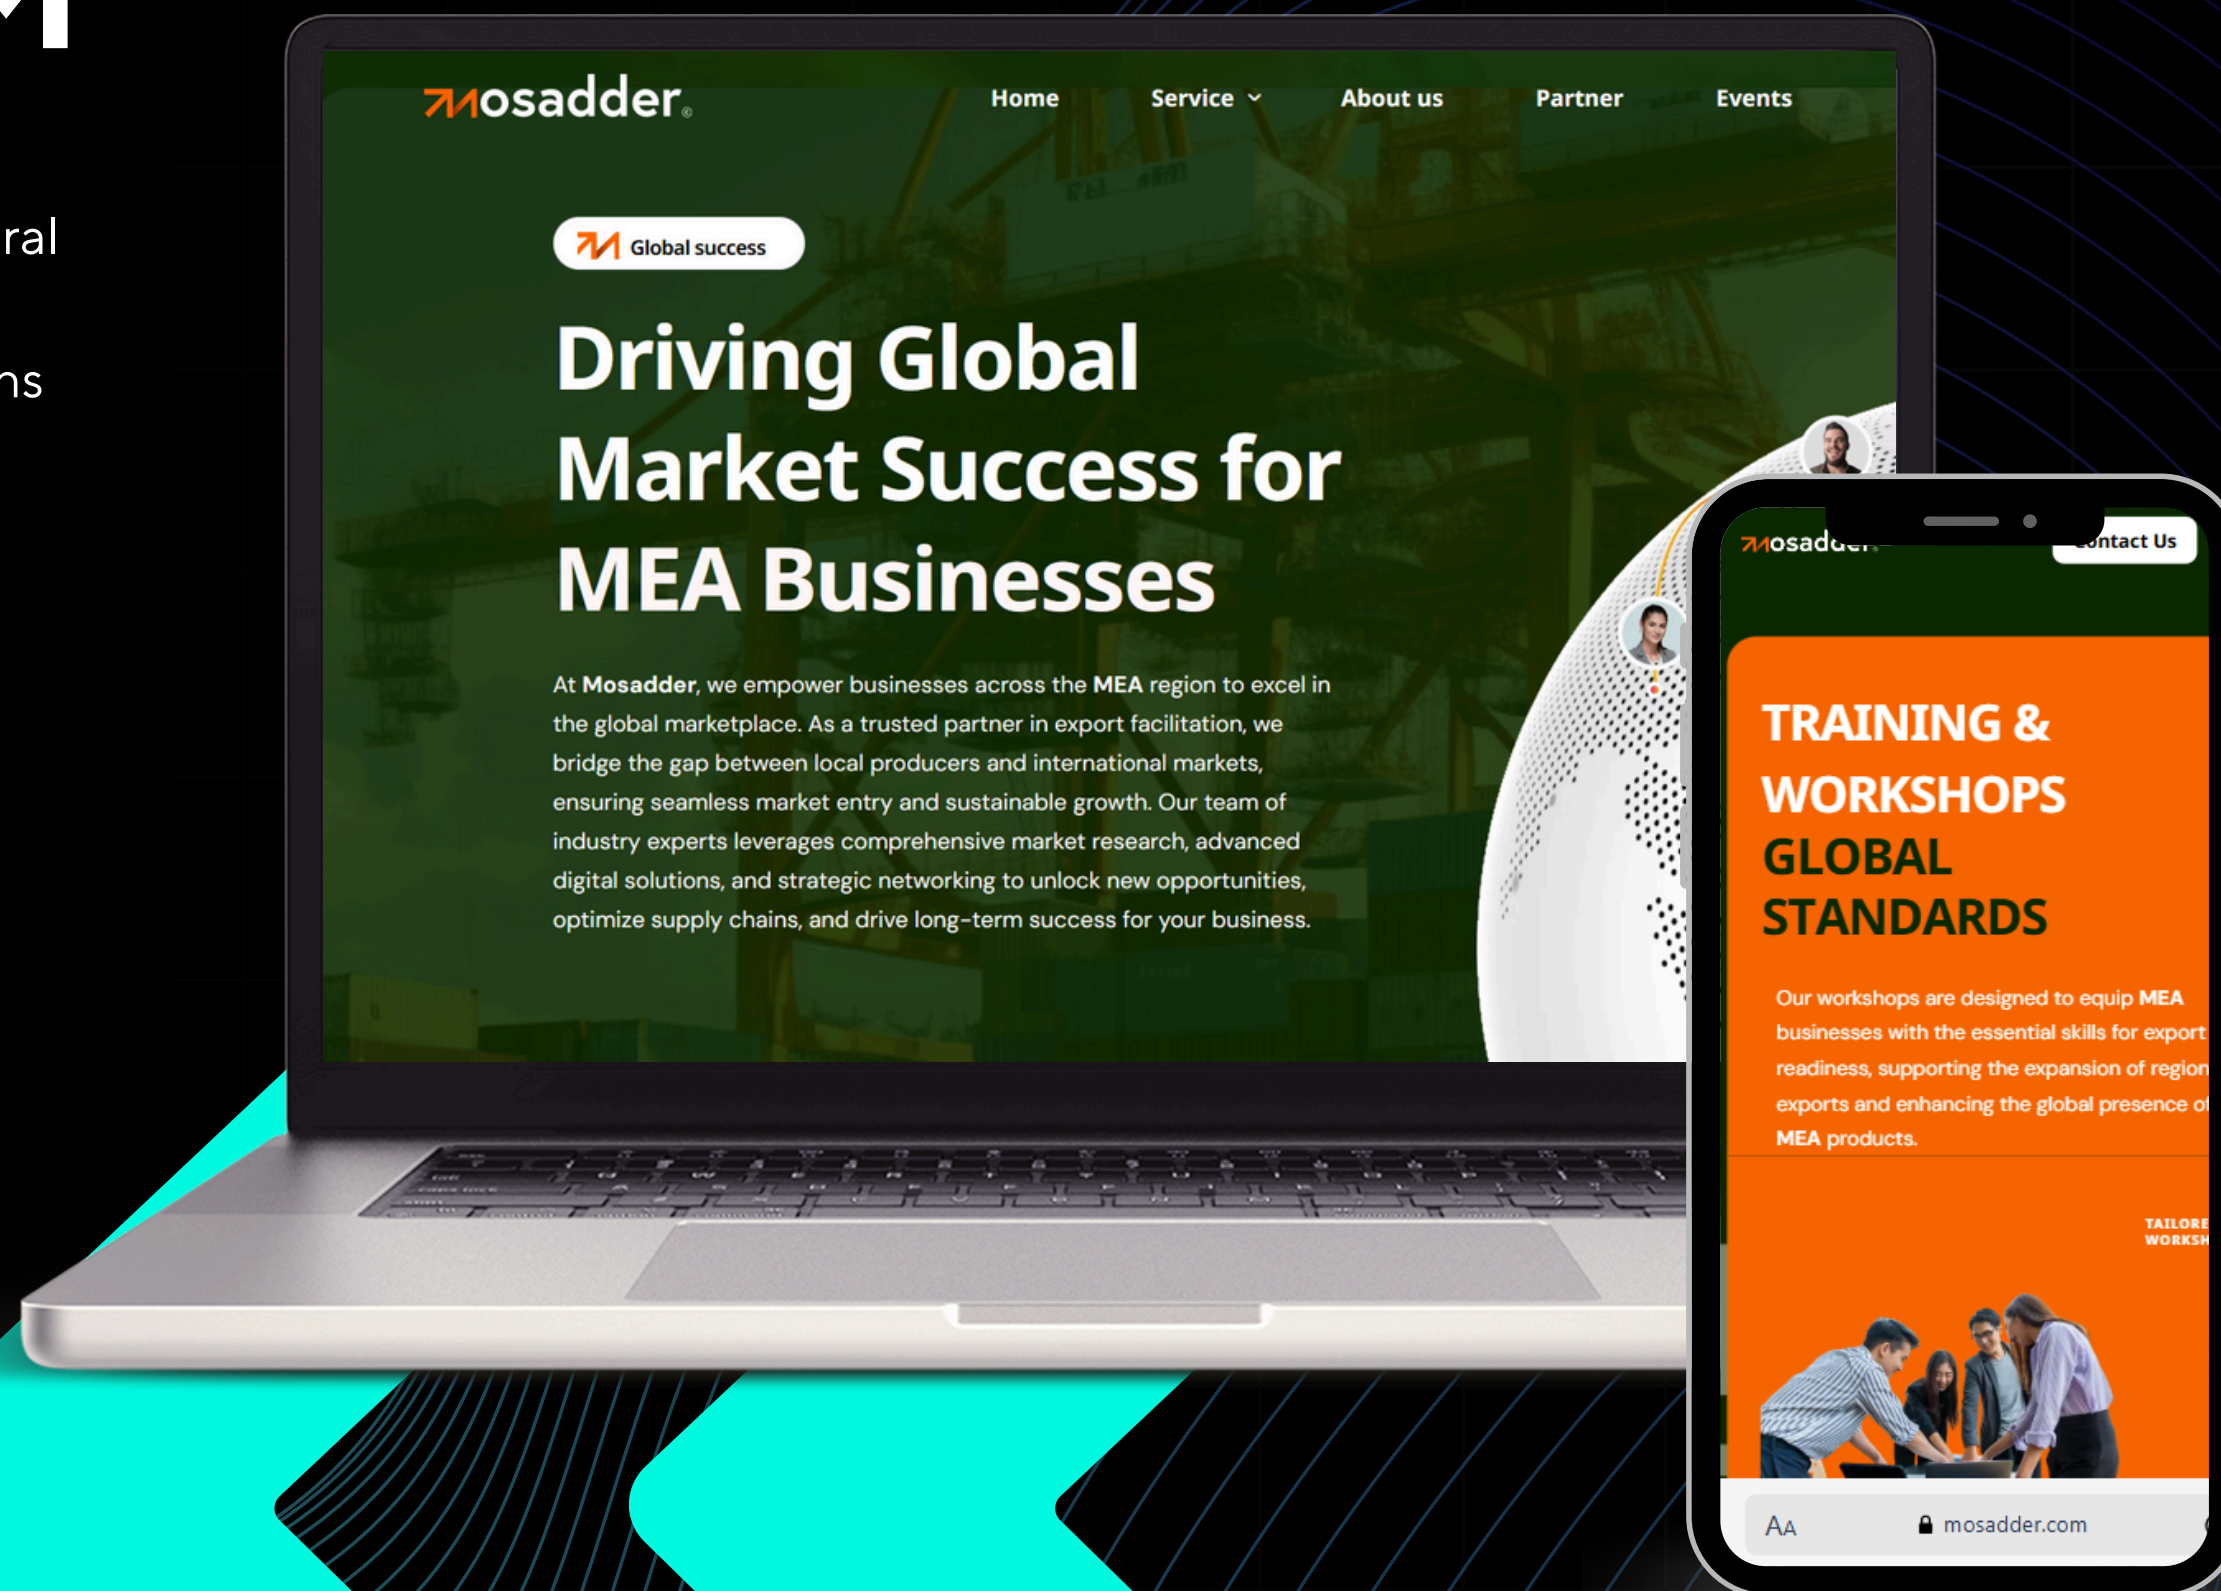 ral
ns
Mosadder
Home Service About us Partner Events
Global success
Driving Global
Market Success for
MEA Businesses
At Mosadder, we empower businesses across the MEA region to excel in
the global marketplace. As a trusted partner in export facilitation, we
bridge the gap between local producers and international markets,
ensuring seamless market entry and sustainable growth. Our team of
industry experts leverages comprehensive market research, advanced
digital solutions, and strategic networking to unlock new opportunities,
optimize supply chains, and drive long-term success for your business.
Mosadder Contact Us
TRAINING &
WORKSHOPS
GLOBAL
STANDARDS
Our workshops are designed to equip MEA
businesses with the essential skills for export
readiness, supporting the expansion of region
exports and enhancing the global presence of
MEA products.
TAILORE
WORKSH
AA mosadder.com